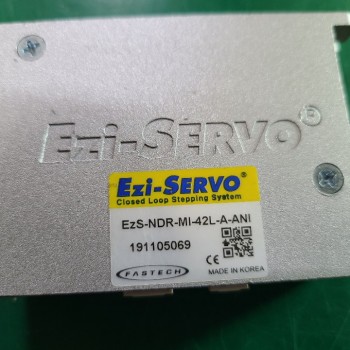 Ezi-SERVO®
Ezi-SERVO®
Closed Loop Stepping System
EzS-NDR-MI-42L-A-ANI
191105069
FASTECH
CE
MADE IN KOREA